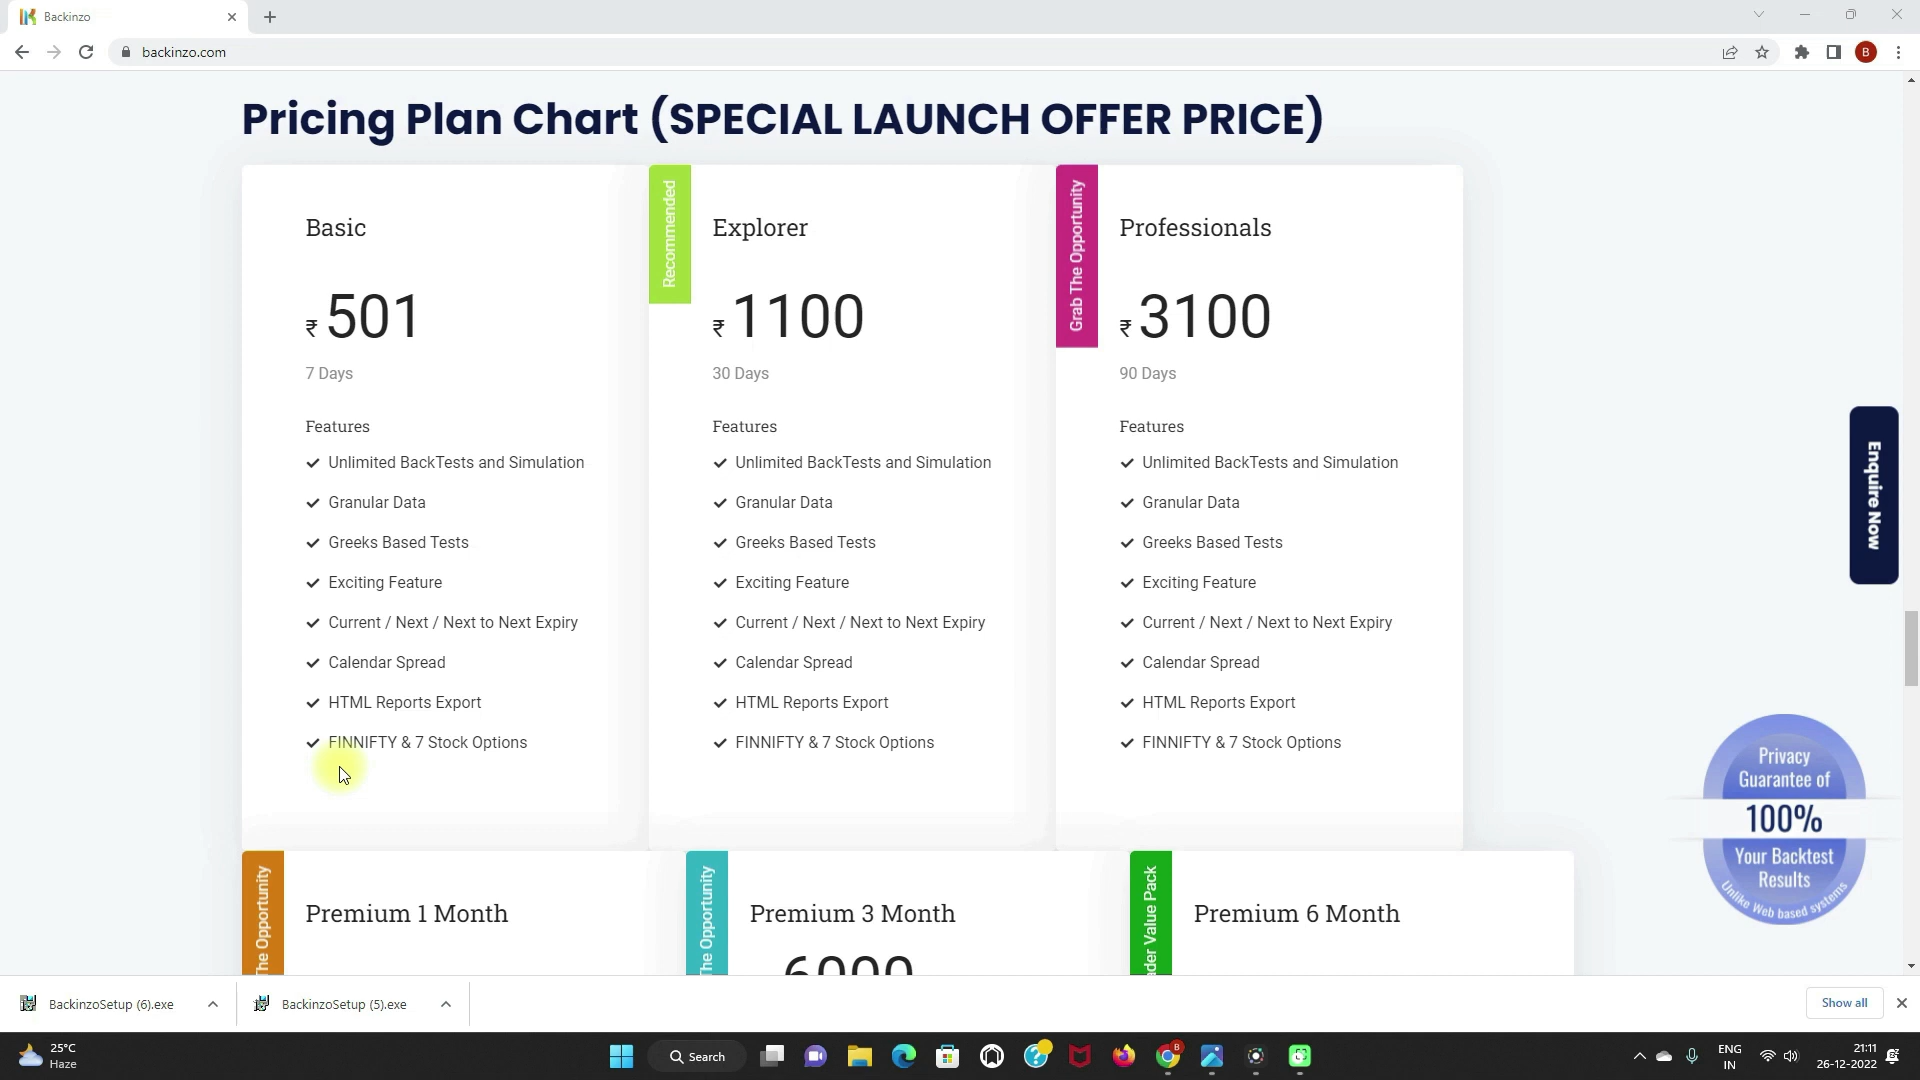 Backinzo
backinzo.com
B
Pricing Plan Chart (SPECIAL LAUNCH OFFER PRICE)
Basic
₹ 501
7 Days
Features
Unlimited BackTests and Simulation
Granular Data
Greeks Based Tests
Exciting Feature
Current / Next / Next to Next Expiry
Calendar Spread
HTML Reports Export
FINNIFTY & 7 Stock Options
Recommended
Explorer
₹ 1100
30 Days
Features
Unlimited BackTests and Simulation
Granular Data
Greeks Based Tests
Exciting Feature
Current / Next / Next to Next Expiry
Calendar Spread
HTML Reports Export
FINNIFTY & 7 Stock Options
Grab The Opportunity
Professionals
₹ 3100
90 Days
Features
Unlimited BackTests and Simulation
Granular Data
Greeks Based Tests
Exciting Feature
Current / Next / Next to Next Expiry
Calendar Spread
HTML Reports Export
FINNIFTY & 7 Stock Options
Enquire Now
Privacy
Guarantee of
100%
Your Backtest
Results
Unlike Web based systems
The Opportunity
Premium 1 Month
The Opportunity
Premium 3 Month
6000
Value Pack
Premium 6 Month
BackinzoSetup (6).exe
BackinzoSetup (5).exe
Show all
25°C
Haze
Search
B
ENG
IN
21:11
26-12-2022